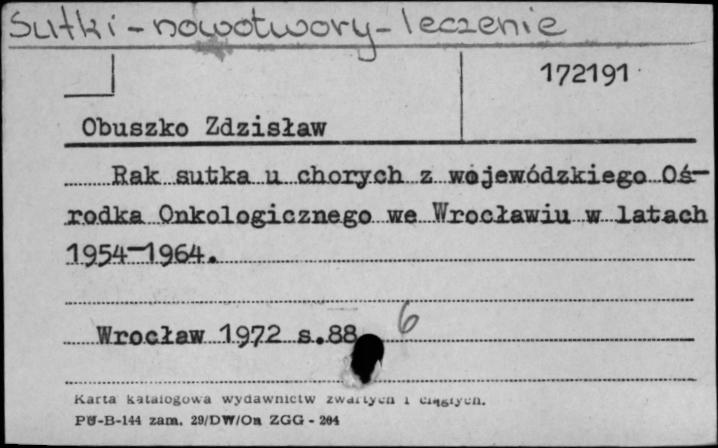 Sutki - nowotwory - leczenie
172191
Obuszko Zdzisław
Rak sutka u chorych z wojewódzkiego Oś-
rodka Onkologicznego we Wrocławiu w latach
1954-1964.
Wrocław 1972 s.88 6
Karta katalogowa wydawnictw zwartych i ciągłych.
PU-B-144 zam. 29/DW/On ZGG - 204